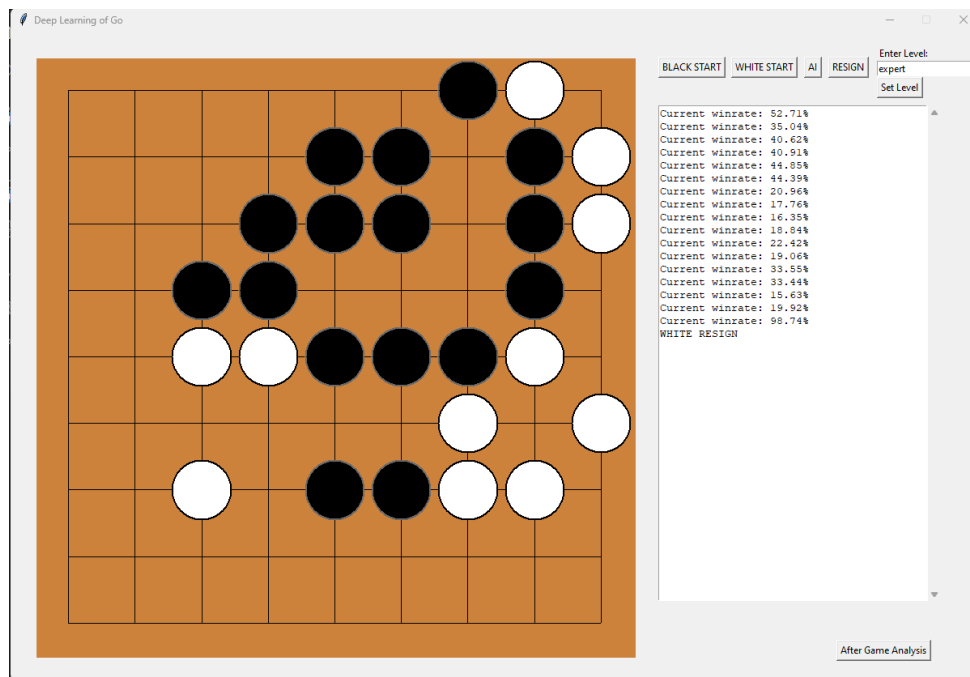 Deep Learning of Go
Enter Level:
BLACK START WHITE START AI RESIGN expert
Set Level
Current winrate: 52.71%
Current winrate: 35.04%
Current winrate: 40.62%
Current winrate: 40.91%
Current winrate: 44.85%
Current winrate: 44.39%
Current winrate: 20.96%
Current winrate: 17.76%
Current winrate: 16.35%
Current winrate: 18.84%
Current winrate: 22.42%
Current winrate: 19.06%
Current winrate: 33.55%
Current winrate: 33.44%
Current winrate: 15.63%
Current winrate: 19.92%
Current winrate: 98.74%
WHITE RESIGN
After Game Analysis